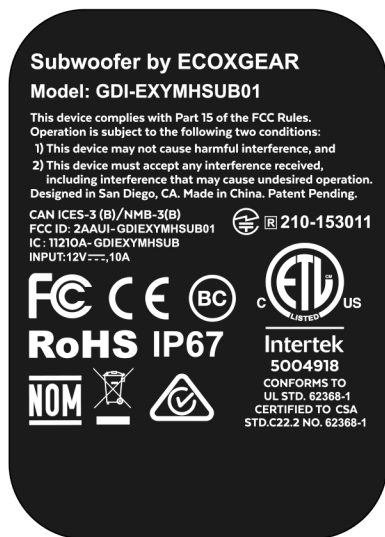 Subwoofer by ECOXGEAR
Model: GDI-EXYMHSUB01
This device complies with Part 15 of the FCC Rules.
Operation is subject to the following two conditions:
1) This device may not cause harmful interference, and
2) This device must accept any interference received,
including interference that may cause undesired operation.
Designed in San Diego, CA. Made in China. Patent Pending.
CAN ICES-3 (B)/NMB-3(B)
FCC ID: 2AAUI-GDIEXYMHSUB01
IC : 11210A- GDIEXYMHSUB
INPUT:12V⎓,10A
R 210-153011
FC CE BC
RoHS IP67
NOM
C ETL CM US
LISTED
Intertek
5004918
CONFORMS TO
UL STD. 62368-1
CERTIFIED TO CSA
STD.C22.2 NO. 62368-1